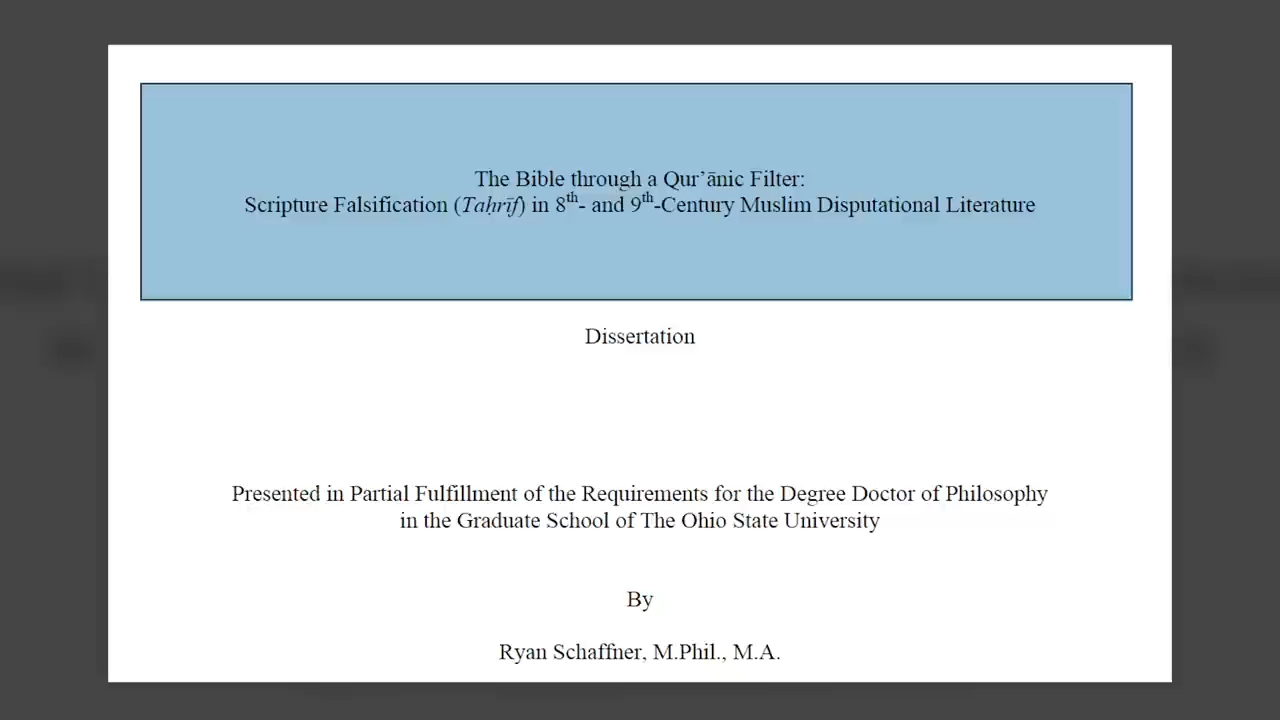 The Bible through a Qur’ānic Filter:
Scripture Falsification (Taḥrīf) in 8th- and 9th-Century Muslim Disputational Literature
Dissertation
Presented in Partial Fulfillment of the Requirements for the Degree Doctor of Philosophy
in the Graduate School of The Ohio State University
By
Ryan Schaffner, M.Phil., M.A.